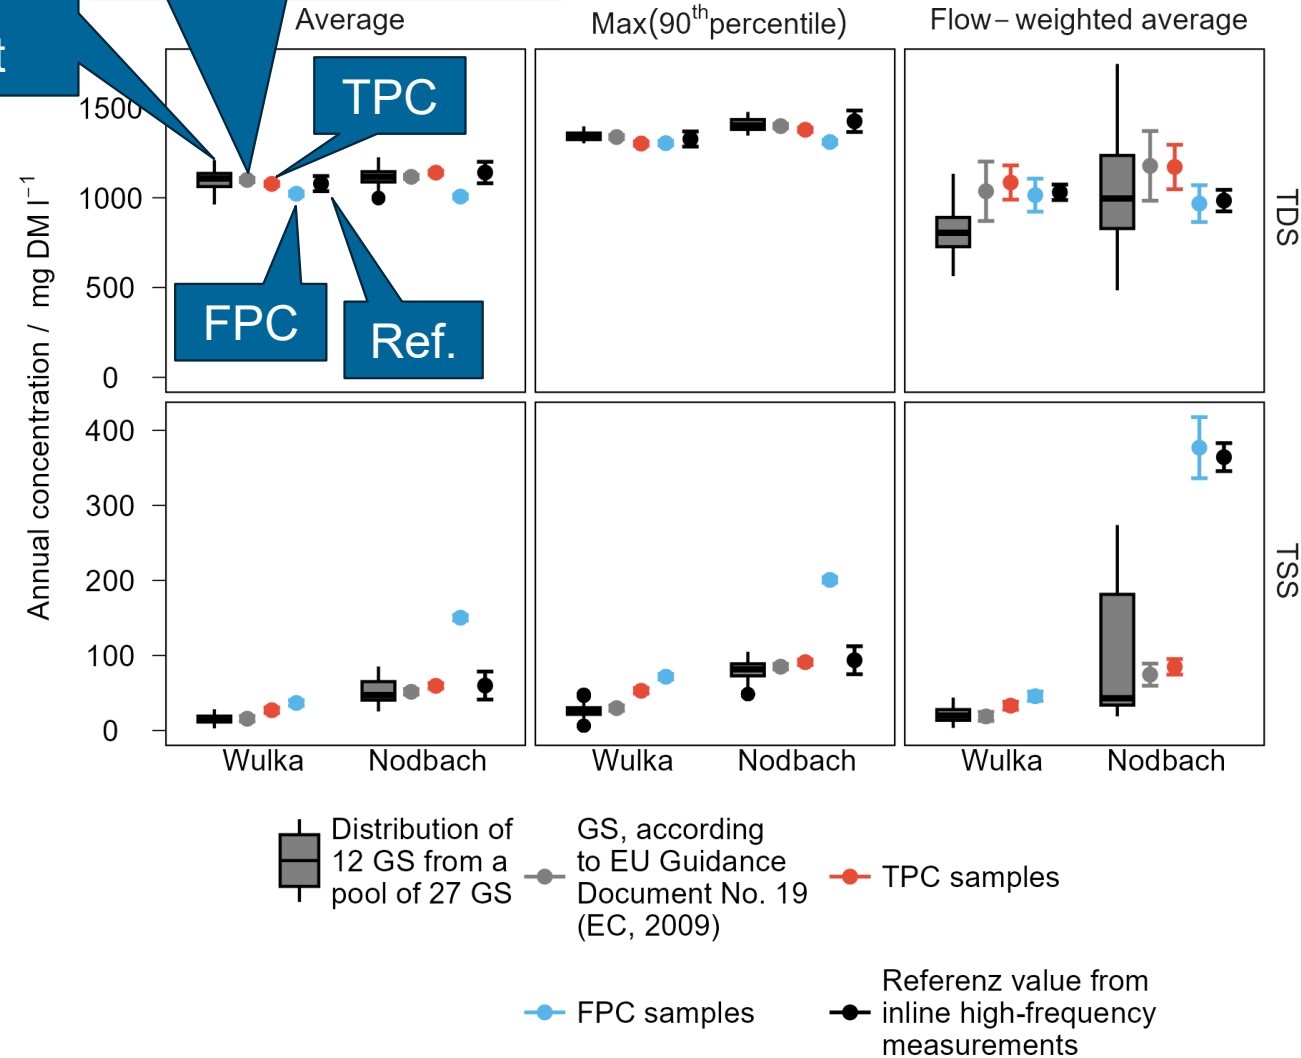 Average
Max(90th percentile)
Flow−weighted average
t
TPC
FPC
Ref.
Annual concentration / mg DM l−1
1500
1000
500
0
TDS
400
300
200
100
0
TSS
Wulka
Nodbach
Wulka
Nodbach
Wulka
Nodbach
Distribution of
12 GS from a
pool of 27 GS
GS, according
to EU Guidance
Document No. 19
(EC, 2009)
TPC samples
FPC samples
Referenz value from
inline high-frequency
measurements